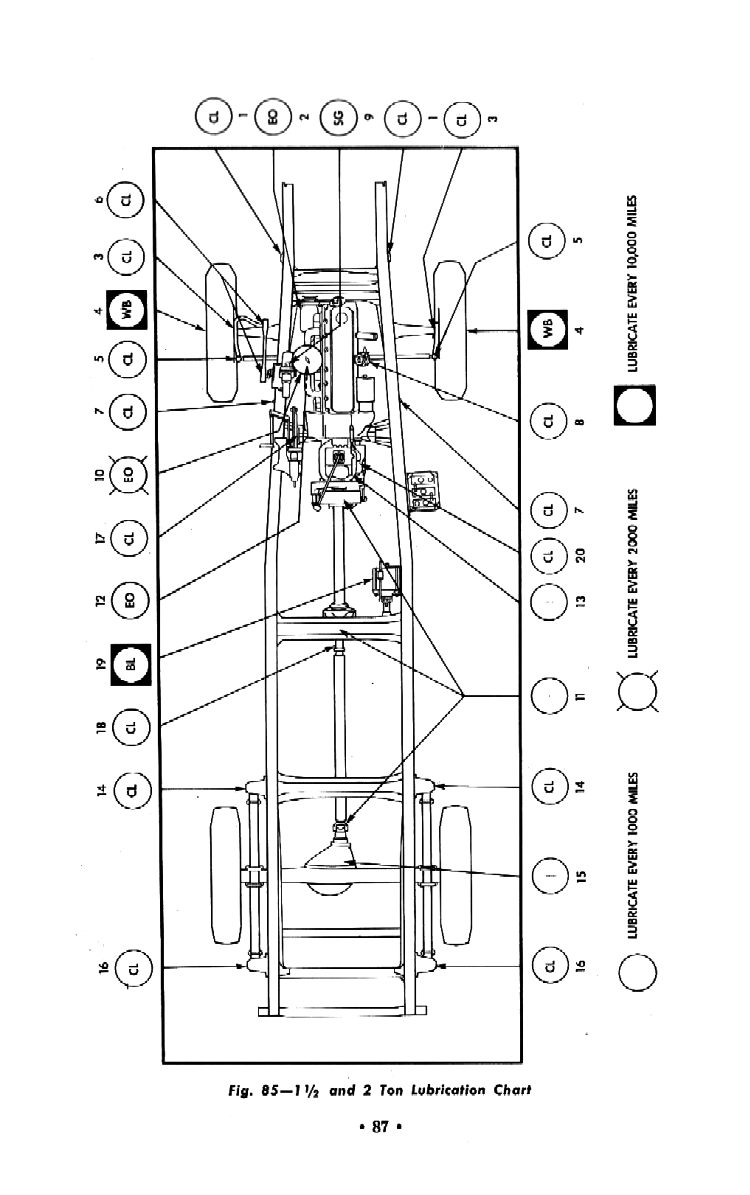 CL 1 EO 2 SG 9 CL 1 CL 3
6 CL
3 CL
4 WB
5 CL
7 CL
10 EO
17 CL
12 EO
19 BL
18 CL
14 CL
16 CL
CL 5
WB 4
CL 8
CL 7
CL 20
13
11
CL 14
15
CL 16
LUBRICATE EVERY 1000 MILES
LUBRICATE EVERY 2000 MILES
LUBRICATE EVERY 10,000 MILES
Fig. 85—1½ and 2 Ton Lubrication Chart
• 87 •